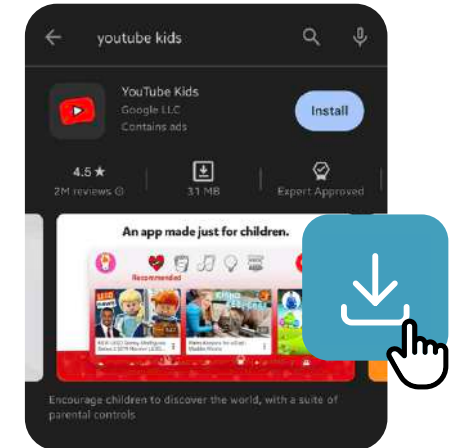 youtube kids
YouTube Kids
Google LLC
Contains ads
Install
4.5★
2M reviews
31 MB
Expert Approved
An app made just for children.
Recommended
Encourage children to discover the world, with a suite of
parental controls